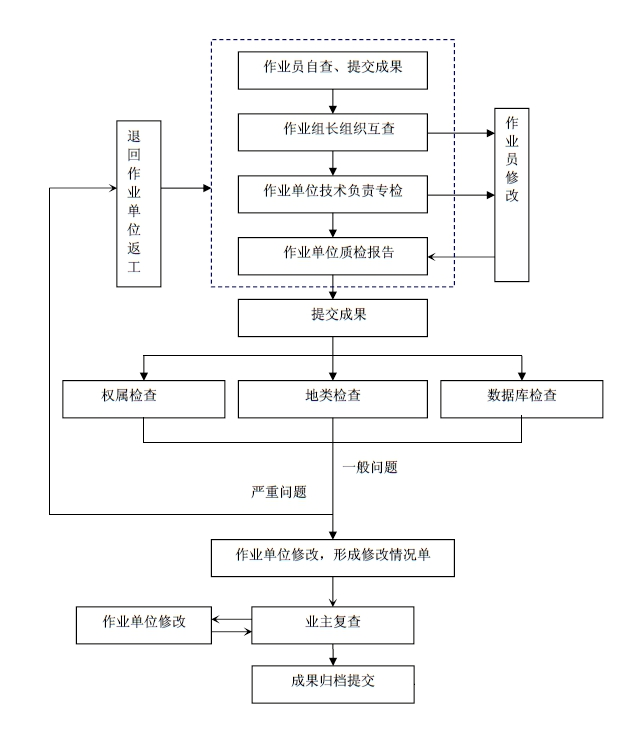 作业员自查、提交成果
作业组长组织互查
退回作业单位返工
作业员修改
作业单位技术负责专检
作业单位质检报告
提交成果
权属检查
地类检查
数据库检查
一般问题
严重问题
作业单位修改，形成修改情况单
作业单位修改
业主复查
成果归档提交